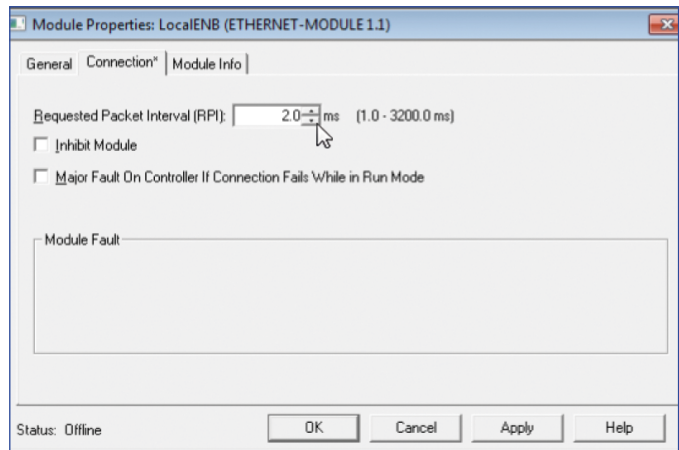 Module Properties: LocalENB (ETHERNET-MODULE 1.1)
General Connection* Module Info
Requested Packet Interval (RPI): 2.0 ms (1.0 - 3200.0 ms)
Inhibit Module
Major Fault On Controller If Connection Fails While in Run Mode
Module Fault
Status: Offline OK Cancel Apply Help